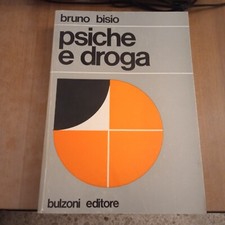 bruno bisio
psiche
e droga
bulzoni editore